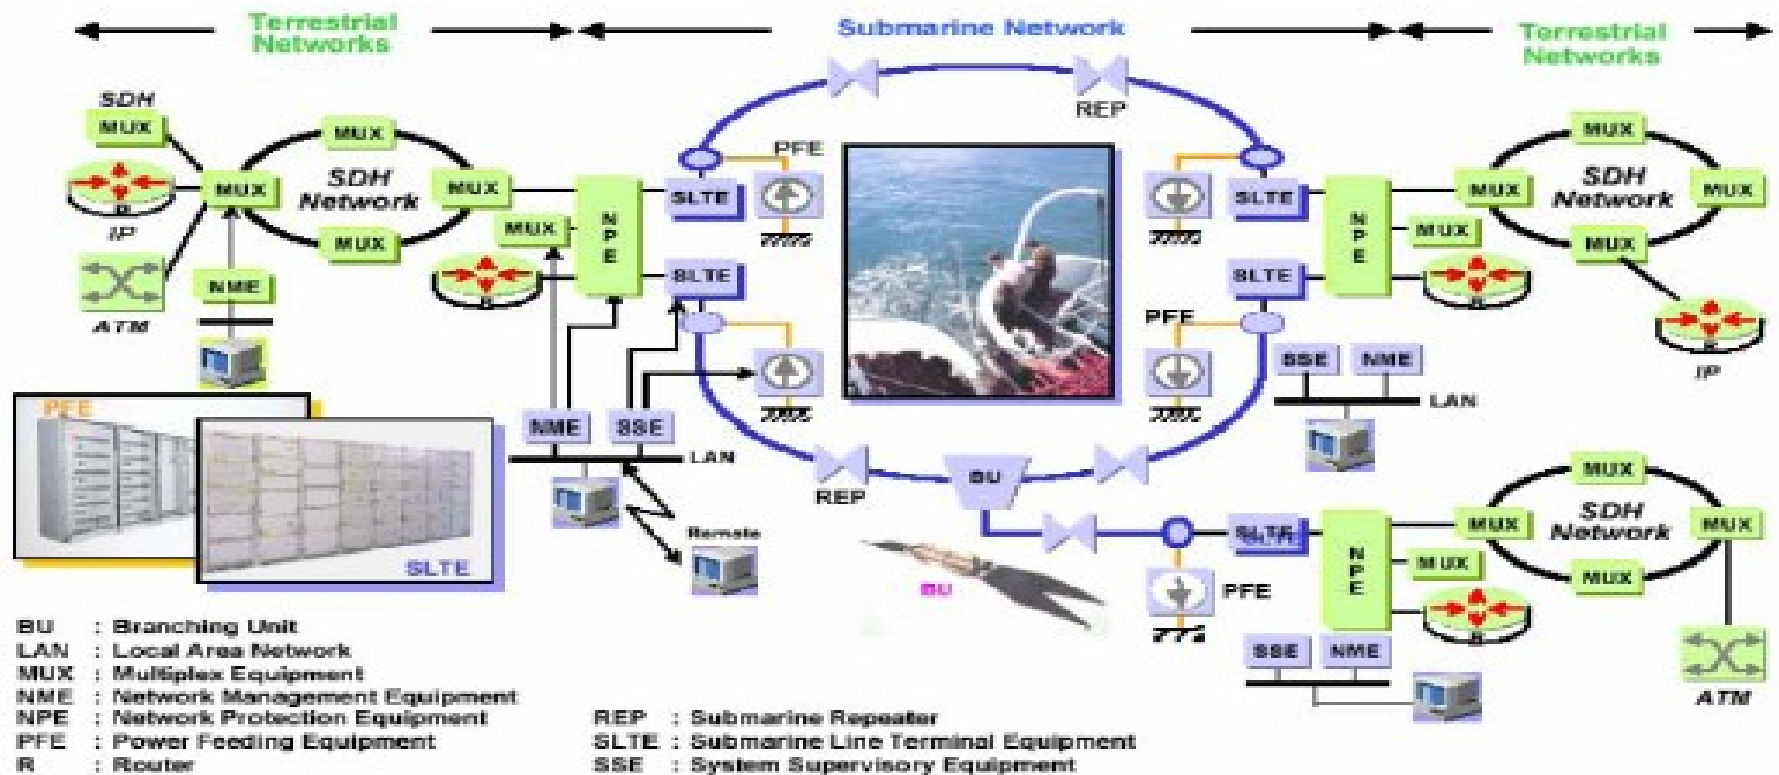 Terrestrial
Networks
Submarine Network
Terrestrial
Networks
SDH
MUX
MUX
REP
MUX
PFE
SDH
Network
MUX
MUX
SLTE
NPE
SLTE
NPE
MUX
SDH
Network
MUX
R
IP
MUX
MUX
MUX
MUX
NME
SLTE
SLTE
R
R
ATM
PFE
R
IP
SSE
NME
LAN
PFE
NME
SSE
LAN
REP
BU
MUX
SLTE
Remote
SLTE
NPE
MUX
SDH
Network
MUX
MUX
MUX
BU
PFE
R
SSE
NME
ATM
BU : Branching Unit
LAN : Local Area Network
MUX : Multiplex Equipment
NME : Network Management Equipment
NPE : Network Protection Equipment
PFE : Power Feeding Equipment
R : Router
REP : Submarine Repeater
SLTE : Submarine Line Terminal Equipment
SSE : System Supervisory Equipment